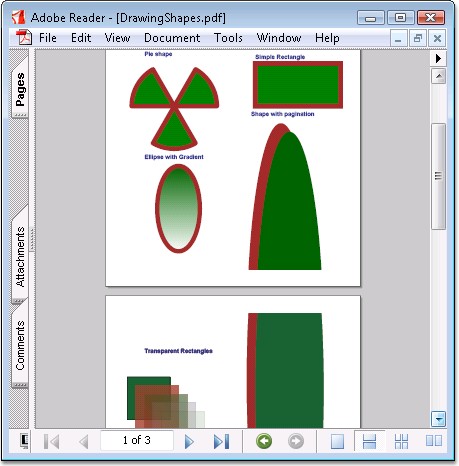 Adobe Reader - [DrawingShapes.pdf]
File Edit View Document Tools Window Help
Pages
Attachments
Comments
Pie shape
Simple Rectangle
Shape with pagination
Ellipse with Gradient
Transparent Rectangles
1 of 3